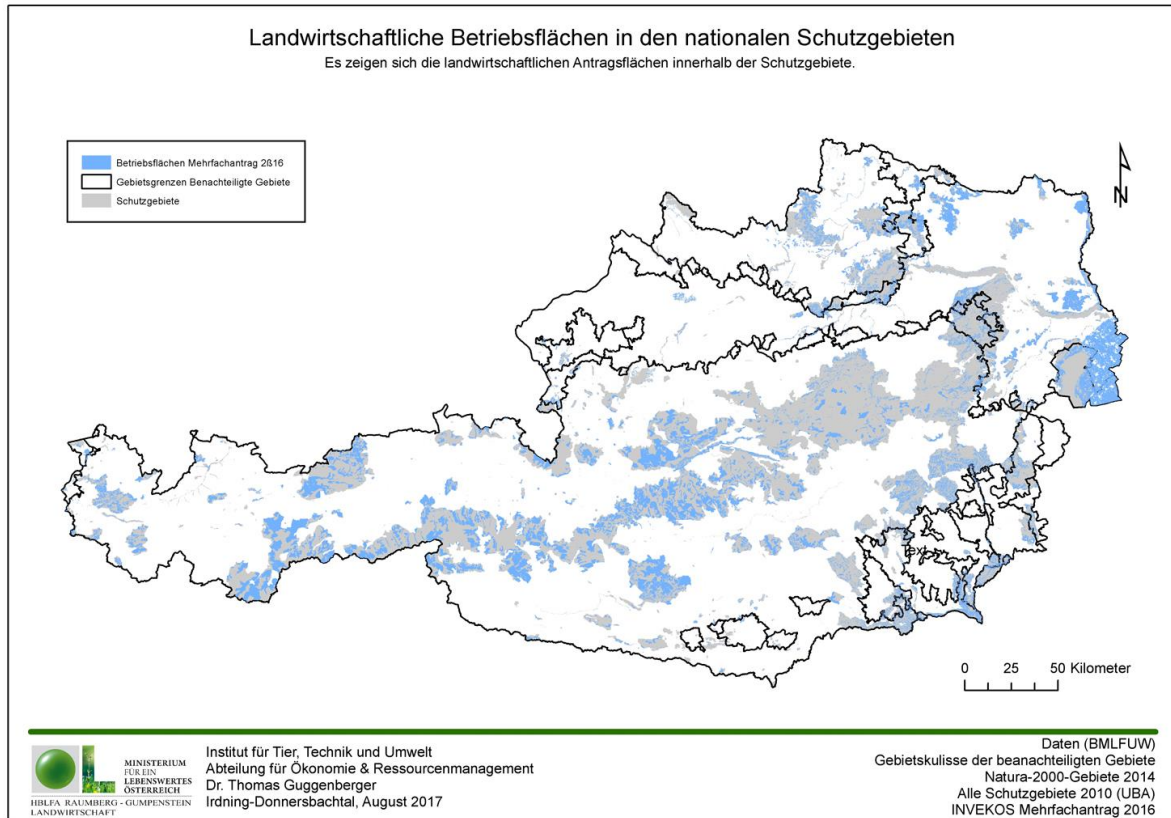 Landwirtschaftliche Betriebsflächen in den nationalen Schutzgebieten
Es zeigen sich die landwirtschaftlichen Antragsflächen innerhalb der Schutzgebiete.
Betriebsflächen Mehrfachantrag 2ß16
Gebietsgrenzen Benachteiligte Gebiete
Schutzgebiete
N
Text
0 25 50 Kilometer
MINISTERIUM
FÜR EIN
LEBENSWERTES
ÖSTERREICH
HBLFA RAUMBERG - GUMPENSTEIN
LANDWIRTSCHAFT
Institut für Tier, Technik und Umwelt
Abteilung für Ökonomie & Ressourcenmanagement
Dr. Thomas Guggenberger
Irdning-Donnersbachtal, August 2017
Daten (BMLFUW)
Gebietskulisse der beanachteiligten Gebiete
Natura-2000-Gebiete 2014
Alle Schutzgebiete 2010 (UBA)
INVEKOS Mehrfachantrag 2016